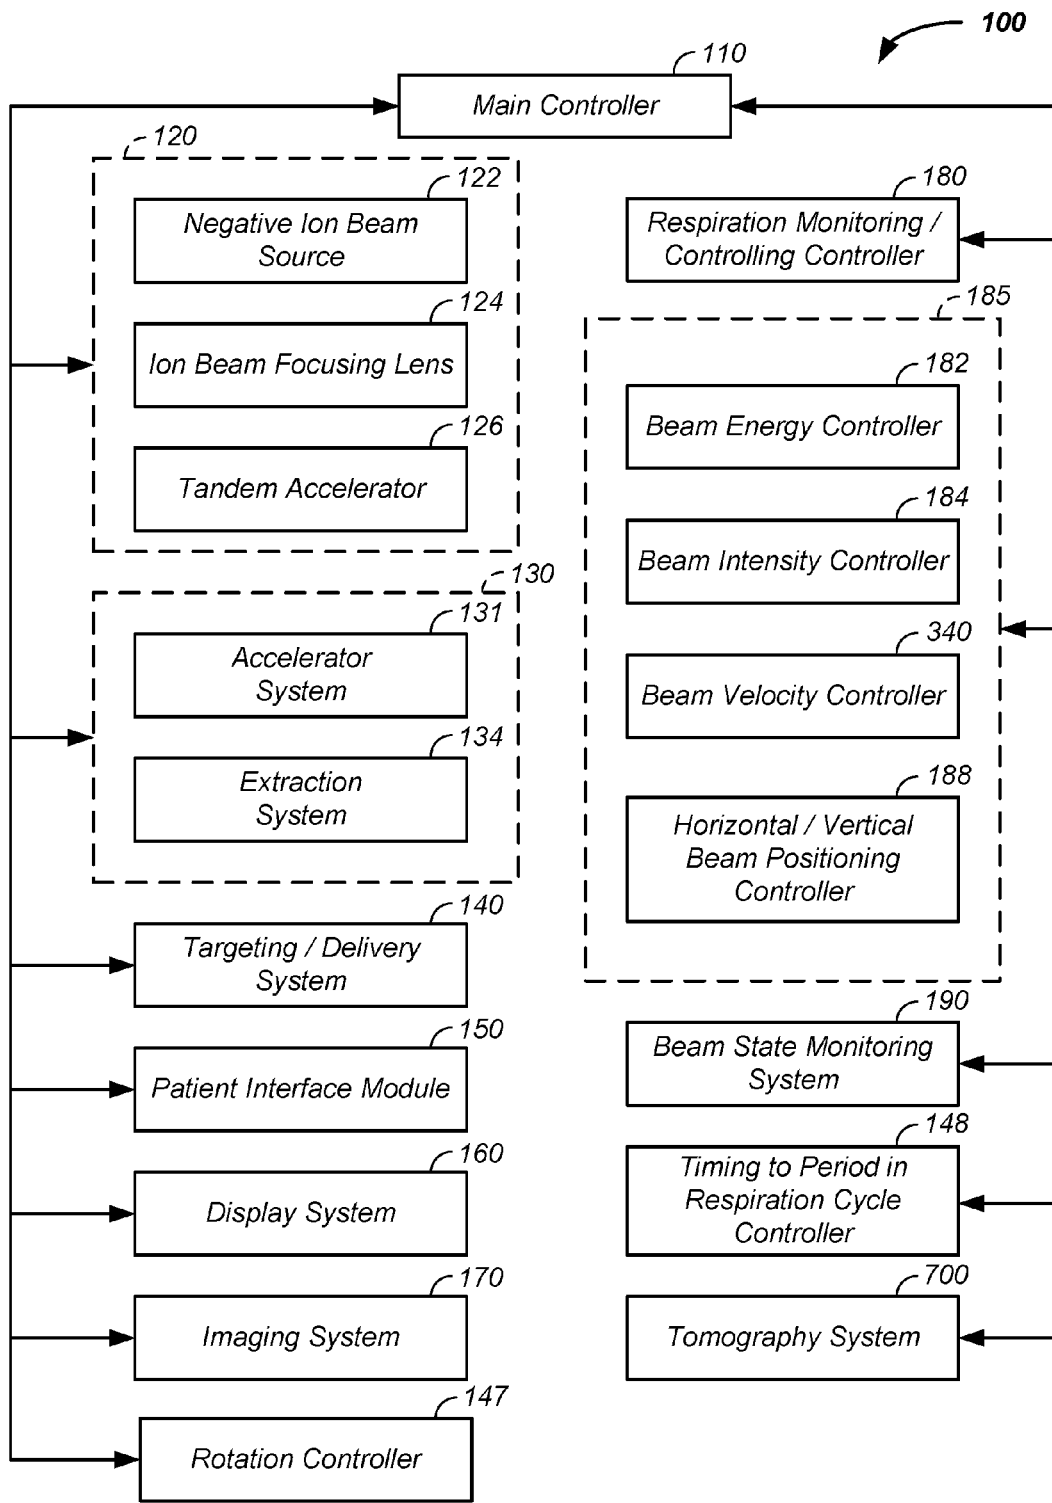 100
110
Main Controller
120
122
Negative Ion Beam
Source
124
Ion Beam Focusing Lens
126
Tandem Accelerator
130
131
Accelerator
System
134
Extraction
System
140
Targeting / Delivery
System
150
Patient Interface Module
160
Display System
170
Imaging System
147
Rotation Controller
180
Respiration Monitoring /
Controlling Controller
185
182
Beam Energy Controller
184
Beam Intensity Controller
340
Beam Velocity Controller
188
Horizontal / Vertical
Beam Positioning
Controller
190
Beam State Monitoring
System
148
Timing to Period in
Respiration Cycle
Controller
700
Tomography System